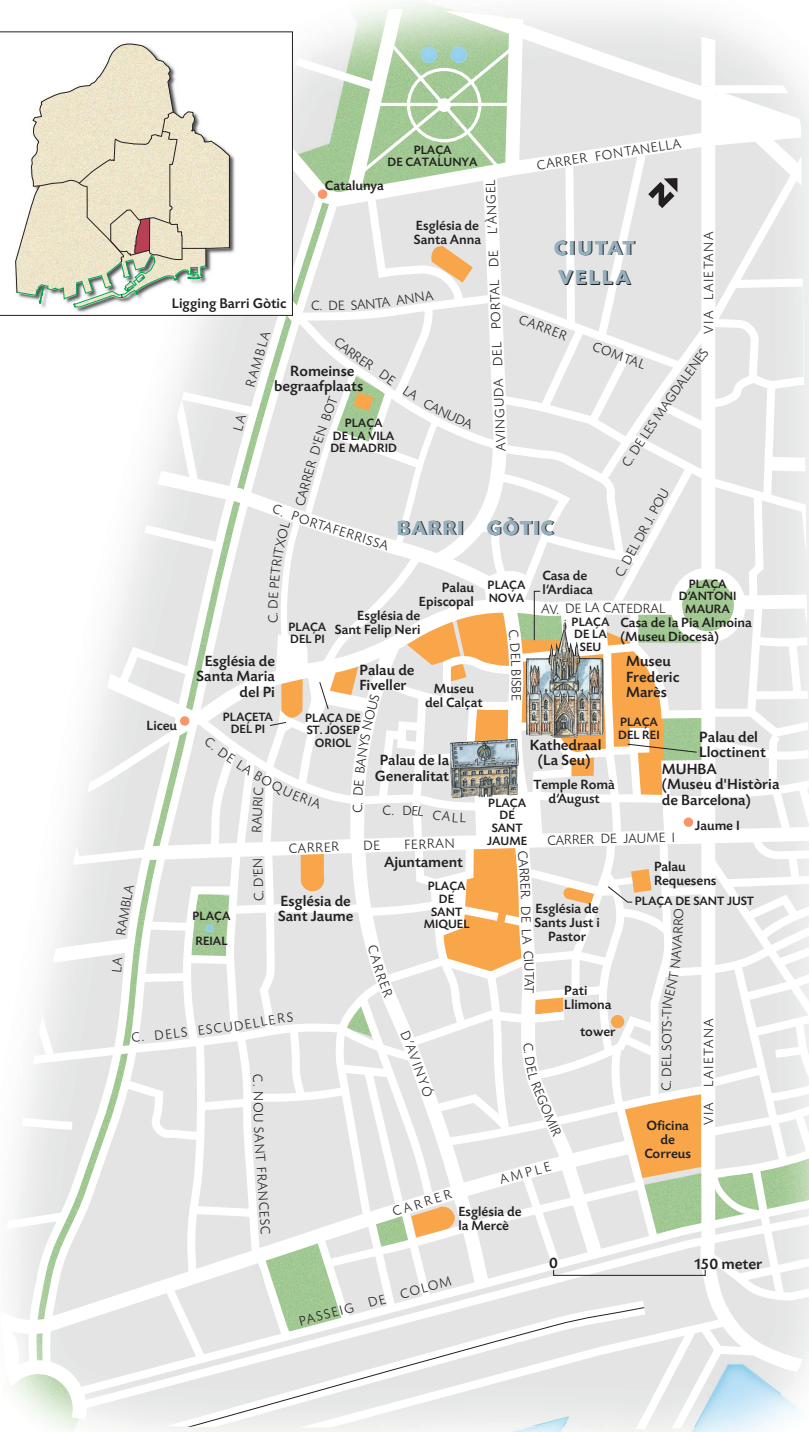 Ligging Barri Gòtic
PLAÇA
DE CATALUNYA
CARRER FONTANELLA
Catalunya
N
Església de
Santa Anna
CIUTAT
VELLA
AVINGUDA DEL PORTAL DE L'ÀNGEL
VIA LAIETANA
C. DE SANTA ANNA
CARRER COMTAL
LA RAMBLA
CARRER DE LA CANUDA
Romeinse
begraafplaats
PLAÇA
DE LA VILA
DE MADRID
CARRER D'EN BOT
C. DE LES MAGDALENES
C. PORTAFERRISSA
BARRI GÒTIC
C. DEL DR J. POU
C. DE PETRITXOL
Palau
Episcopal
PLAÇA
NOVA
Casa de
l'Ardiaca
PLAÇA
D'ANTONI
MAURA
AV. DE LA CATEDRAL
Església de
Sant Felip Neri
PLAÇA
DEL PI
PLAÇA
DE LA
SEU
Casa de la Pia Almoina
(Museu Diocesà)
C. DEL BISBE
Església de
Santa Maria
del Pi
Palau de
Fiveller
Museu
del Calçat
Museu
Frederic
Marès
Liceu
PLAÇETA
DEL PI
PLAÇA DE
ST. JOSEP
ORIOL
C. DE BANYS NOUS
PLAÇA
DEL REI
Palau del
Lloctinent
Kathedraal
(La Seu)
Palau de la
Generalitat
C. DE LA BOQUERIA
MUHBA
(Museu d'Història
de Barcelona)
Temple Romà
d'August
C. DEL CALL
PLAÇA
DE
SANT
JAUME
Jaume I
C. D'EN RAURIC
CARRER DE FERRAN
CARRER DE JAUME I
Ajuntament
Palau
Requesens
PLAÇA
DE
SANT
MIQUEL
CARRER DE LA CIUTAT
Església de
Sant Jaume
Església de
Sants Just i
Pastor
PLAÇA DE SANT JUST
LA RAMBLA
PLAÇA
REIAL
CARRER D'AVINYÓ
Pati
Llimona
tower
C. DEL SOTS-TINENT NAVARRO
C. DELS ESCUDELLERS
VIA LAIETANA
C. DEL REGOMIR
C. NOU SANT FRANCESC
Oficina
de
Correus
CARRER AMPLE
Església de
la Mercè
0 150 meter
PASSEIG DE COLOM